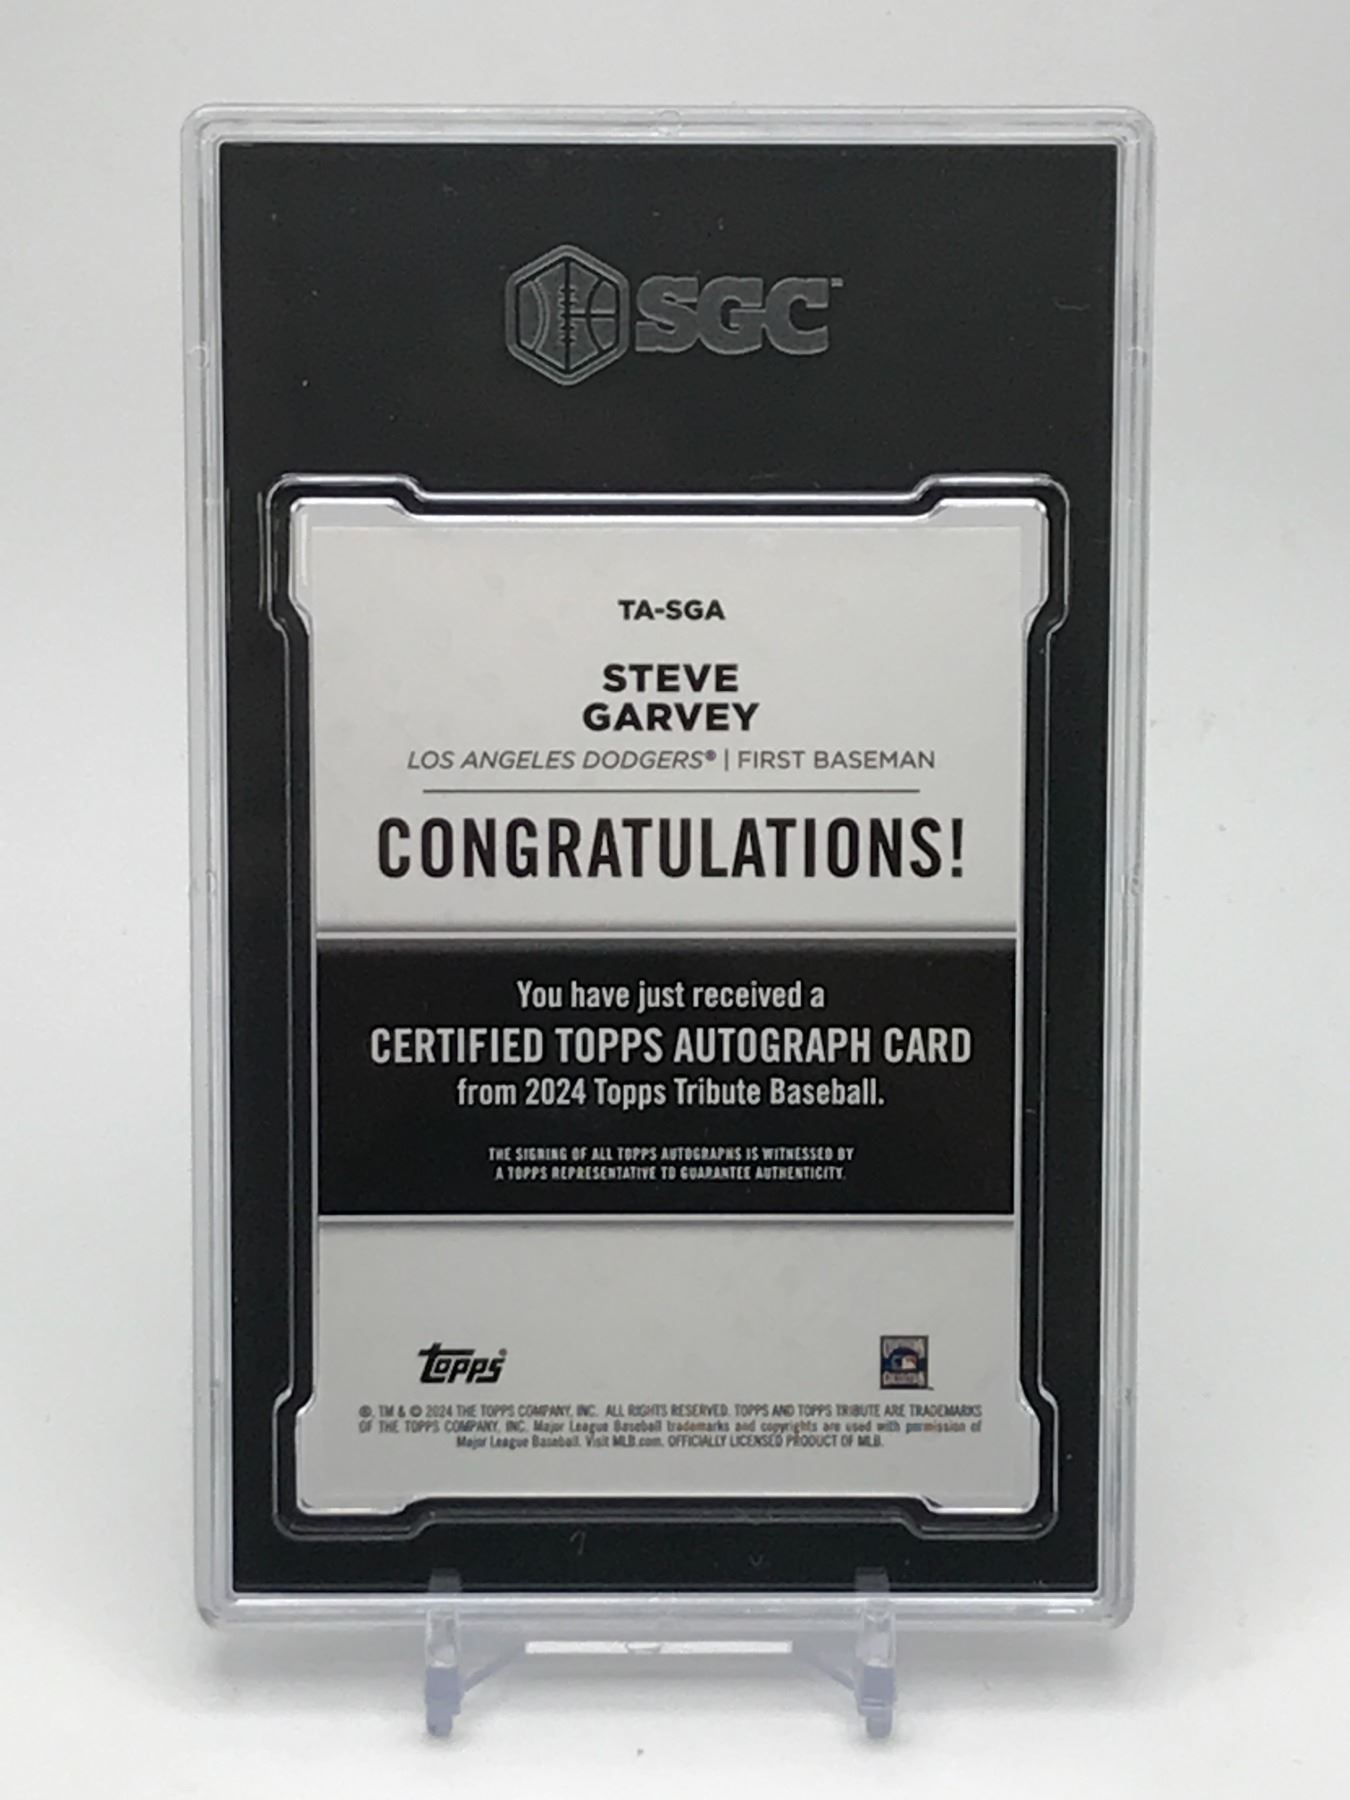 SGC™
TA-SGA
STEVE
GARVEY
LOS ANGELES DODGERS® | FIRST BASEMAN
CONGRATULATIONS!
You have just received a
CERTIFIED TOPPS AUTOGRAPH CARD
from 2024 Topps Tribute Baseball.
THE SIGNING OF ALL TOPPS AUTOGRAPHS IS WITNESSED BY
A TOPPS REPRESENTATIVE TO GUARANTEE AUTHENTICITY.
topps®
®, TM & © 2024 THE TOPPS COMPANY, INC. ALL RIGHTS RESERVED. TOPPS AND TOPPS TRIBUTE ARE TRADEMARKS
OF THE TOPPS COMPANY, INC. Major League Baseball trademarks and copyrights are used with permission of
Major League Baseball. Visit MLB.com. OFFICIALLY LICENSED PRODUCT OF MLB.